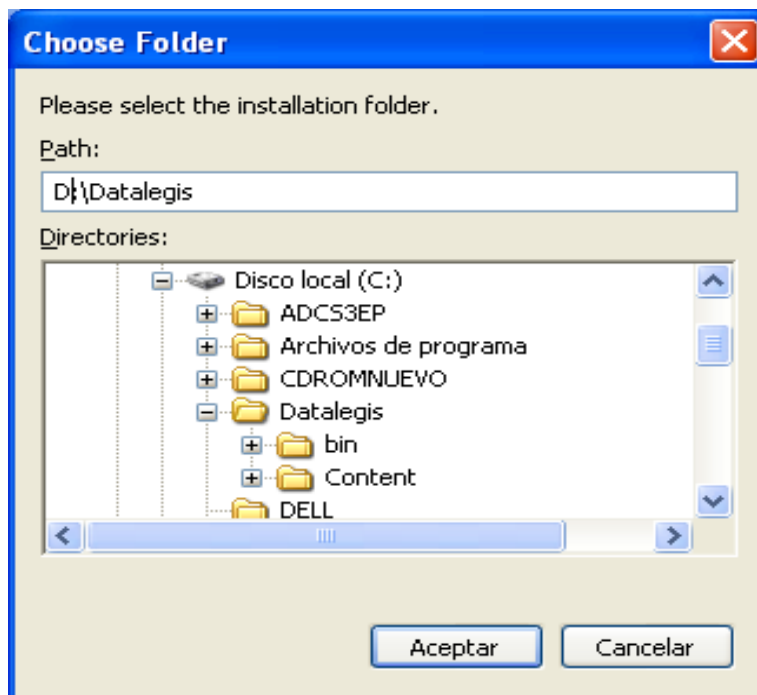 Choose Folder
Please select the installation folder.
Path:
D:\Datalegis
Directories:
Disco local (C:)
ADCS3EP
Archivos de programa
CDROMNUEVO
Datalegis
bin
Content
DELL
Aceptar Cancelar